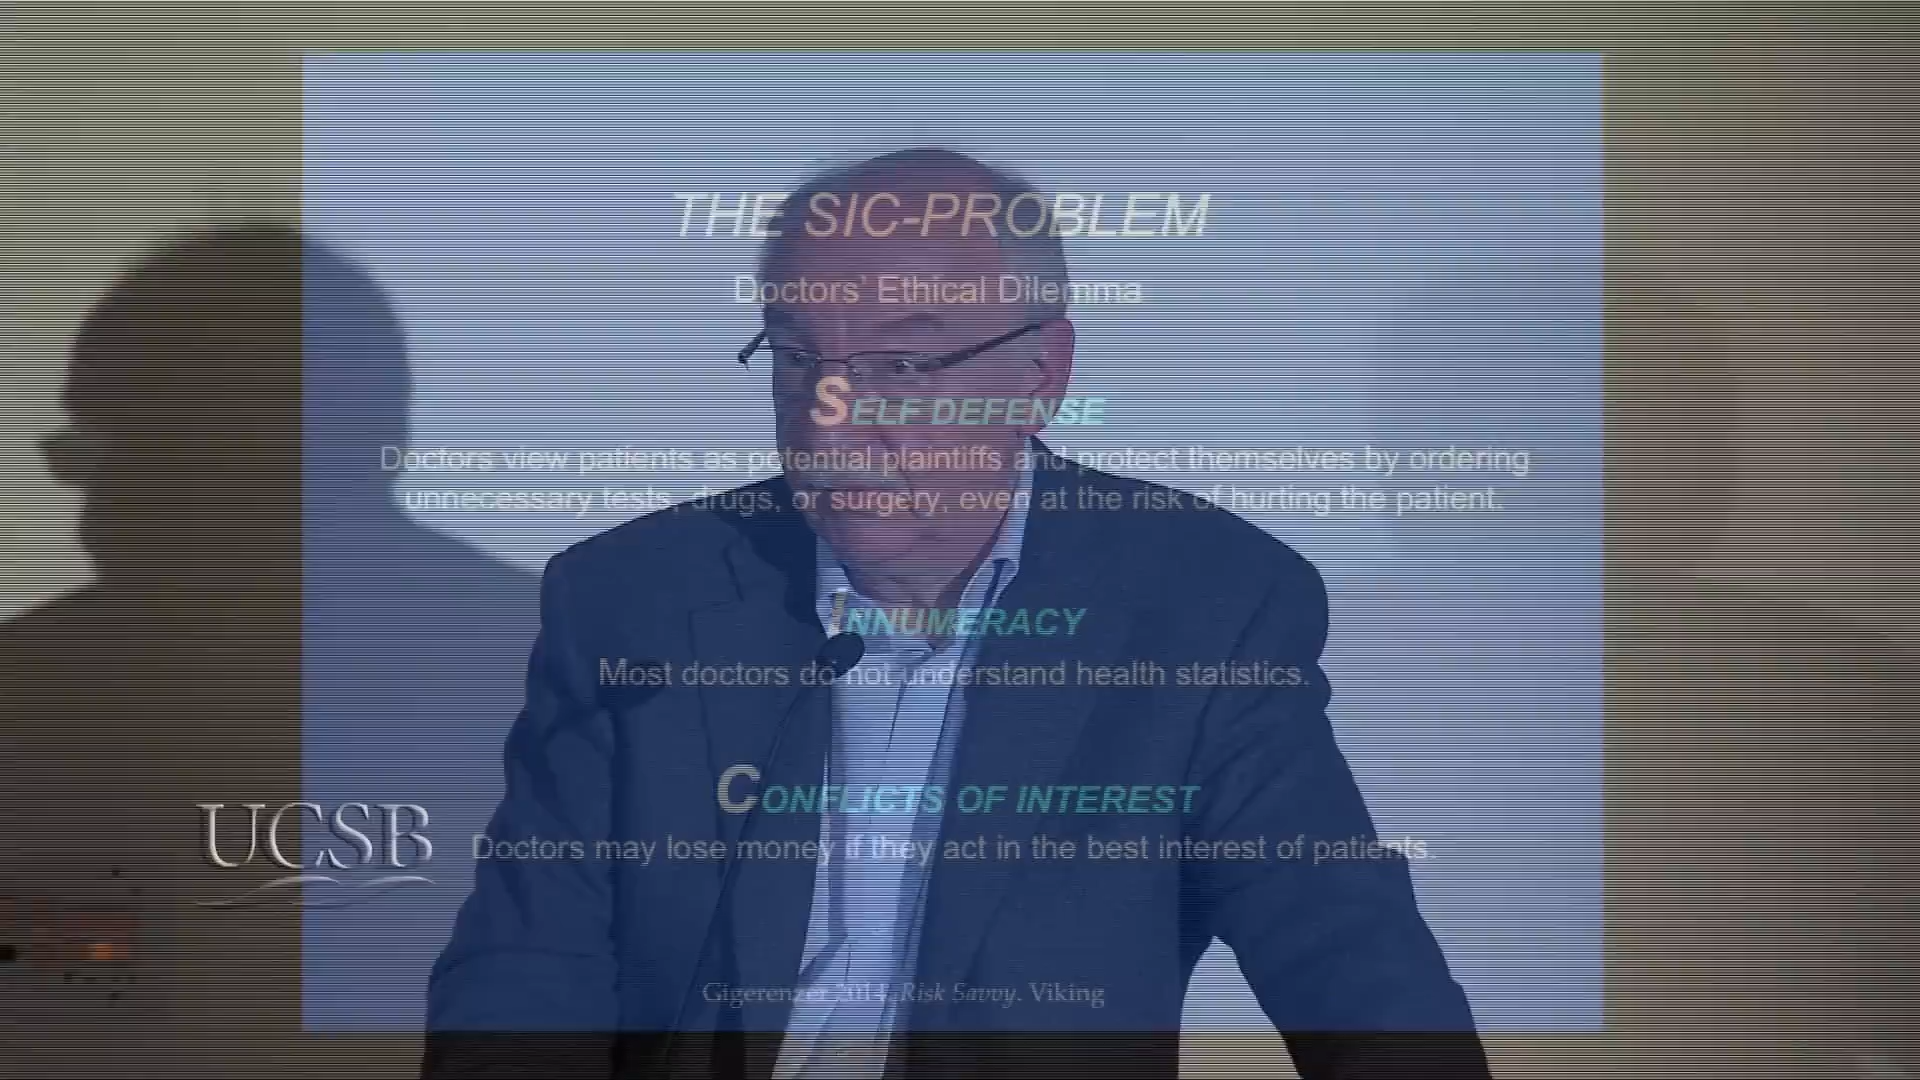 THE SIC-PROBLEM
Doctors' Ethical Dilemma
SELF DEFENSE
Doctors view patients as potential plaintiffs and protect themselves by ordering
unnecessary tests, drugs, or surgery, even at the risk of hurting the patient.
INNUMERACY
Most doctors do not understand health statistics.
CONFLICTS OF INTEREST
Doctors may lose money if they act in the best interest of patients.
UCSB
Gigerenzer 2014, Risk Savvy. Viking